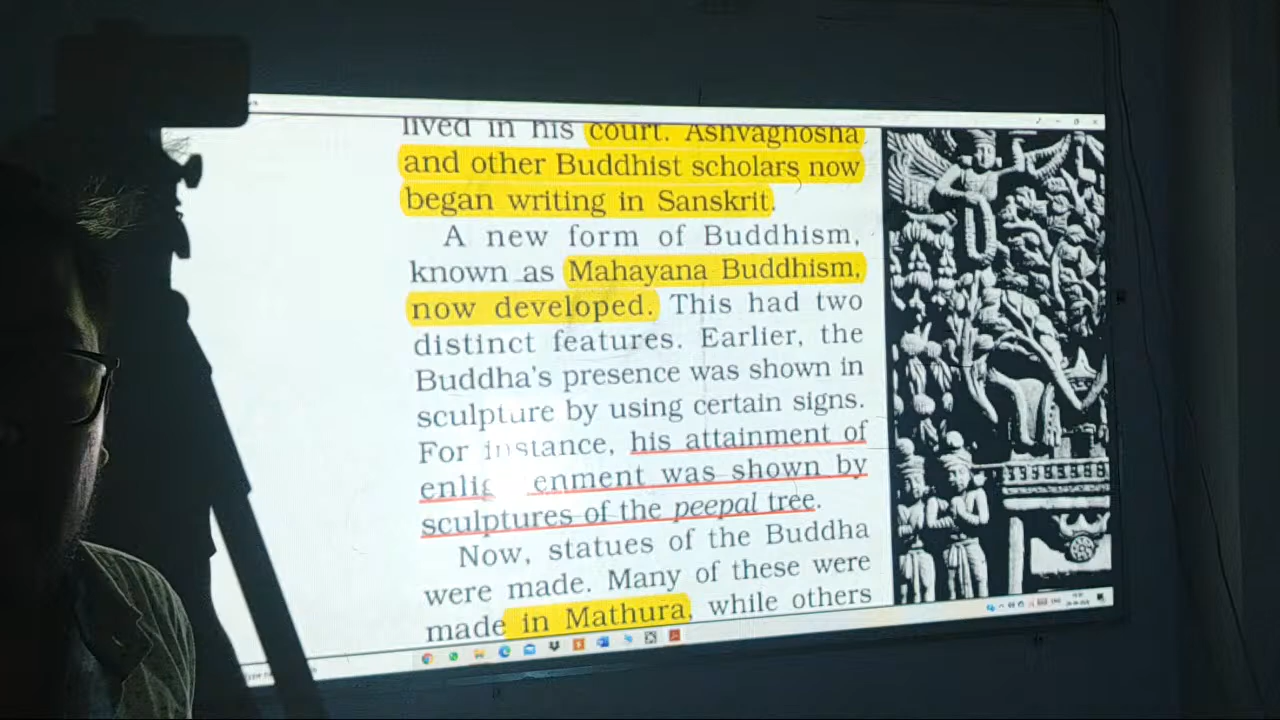 lived in his court. Ashvaghosha
and other Buddhist scholars now
began writing in Sanskrit.
A new form of Buddhism,
known as Mahayana Buddhism,
now developed. This had two
distinct features. Earlier, the
Buddha's presence was shown in
sculpture by using certain signs.
For instance, his attainment of
enlig enment was shown by
sculptures of the peepal tree.
Now, statues of the Buddha
were made. Many of these were
made in Mathura, while others